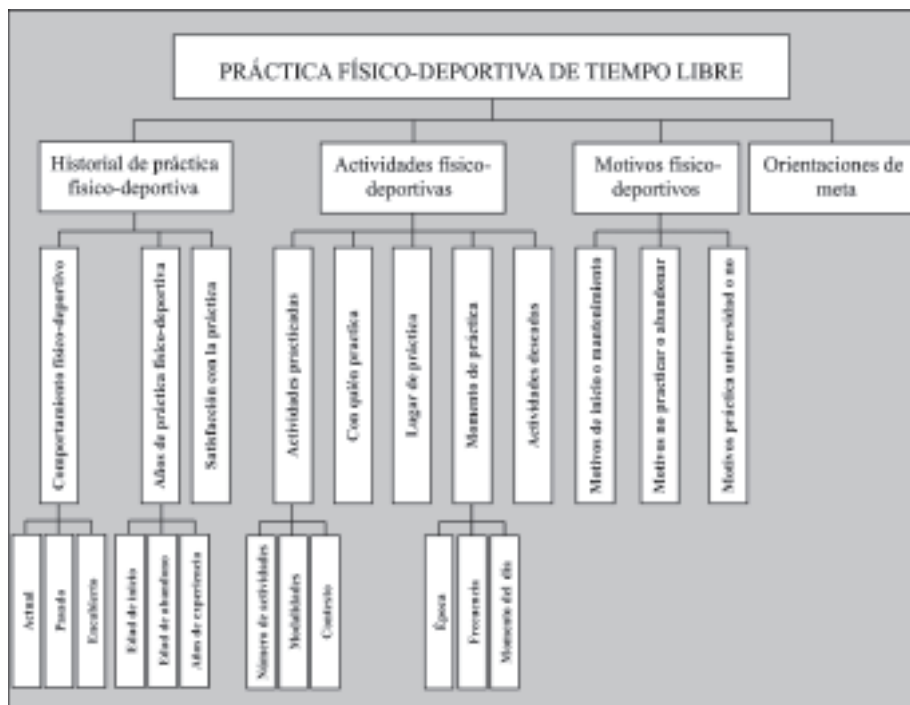 PRÁCTICA FÍSICO-DEPORTIVA DE TIEMPO LIBRE
Historial de práctica
físico-deportiva
Actividades físico-
deportivas
Motivos físico-
deportivos
Orientaciones de
meta
Comportamiento físico-deportivo
Años de práctica físico-deportiva
Satisfacción con la práctica
Actividades practicadas
Con quién practica
Lugar de práctica
Momento de práctica
Actividades deseadas
Motivos de inicio o mantenimiento
Motivos no practicar o abandonar
Motivos práctica universidad o no
Actual
Pasado
Encubierto
Edad de inicio
Edad de abandono
Años de experiencia
Número de actividades
Modalidades
Contexto
Época
Frecuencia
Momento del día